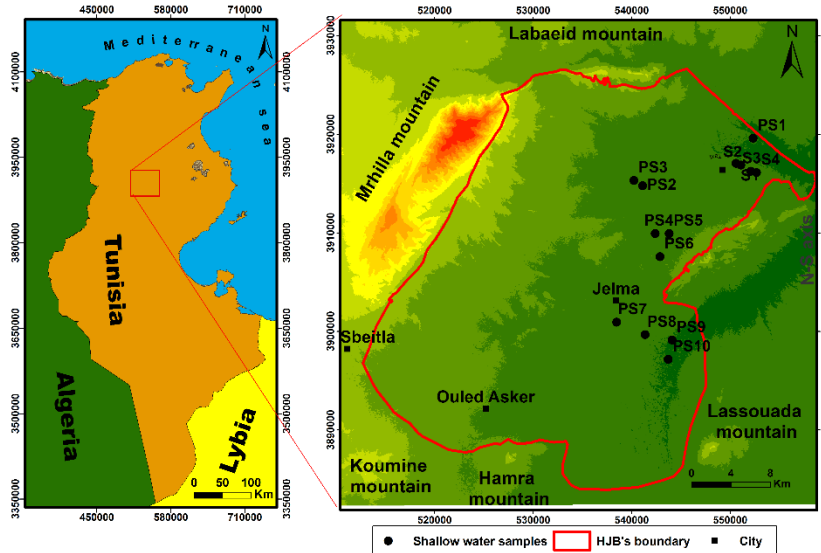 450000 580000 710000
Mediterranean sea
4100000
4100000
3950000
3950000
3800000
3800000
3650000
3650000
3500000
3500000
3350000
3350000
N
Tunisia
Algeria
Lybia
0 50 100
Km
450000 580000 710000
520000 530000 540000 550000
3930000
3920000
3910000
3900000
3890000
Labaeid mountain
N
Mrhilla mountain
PS1
S2 S3 S4
S1
PS3
PS2
PS4 PS5
PS6
N-S axis
Jelma
PS7
PS8 PS9
PS10
Sbeitla
Ouled Asker
Lassouada
mountain
Koumine
mountain
Hamra
mountain
0 4 8
Km
520000 530000 540000 550000
Shallow water samples HJB's boundary City